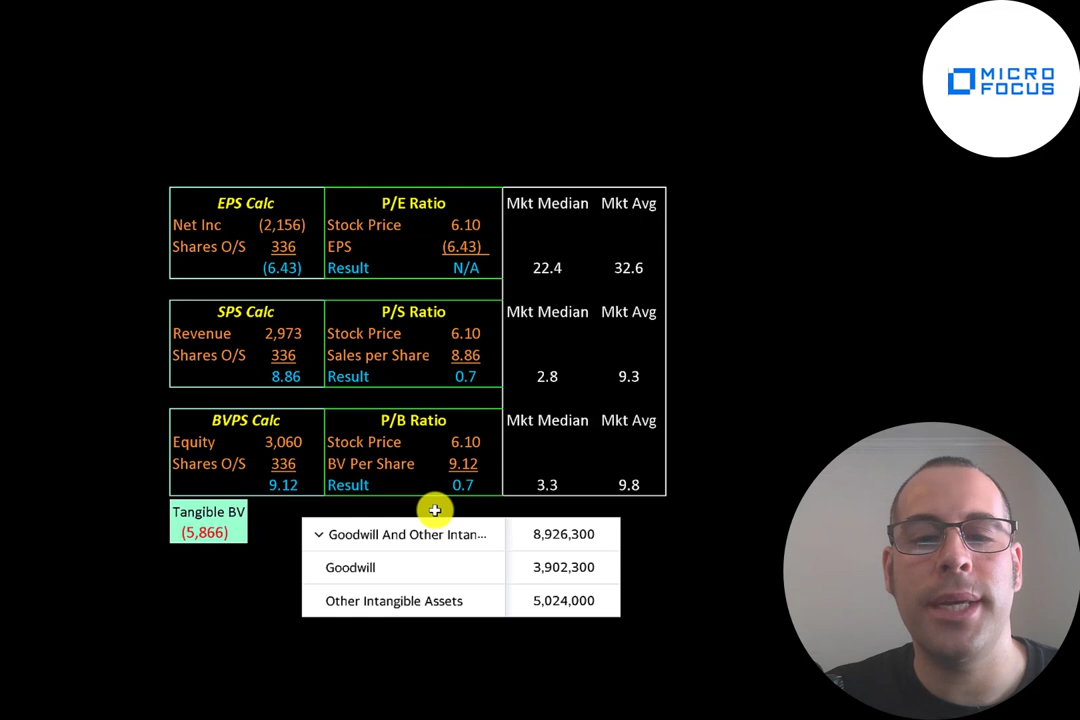 MICRO
FOCUS
EPS Calc P/E Ratio Mkt Median Mkt Avg
Net Inc (2,156) Stock Price 6.10
Shares O/S 336 EPS (6.43)
(6.43) Result N/A 22.4 32.6
SPS Calc P/S Ratio Mkt Median Mkt Avg
Revenue 2,973 Stock Price 6.10
Shares O/S 336 Sales per Share 8.86
8.86 Result 0.7 2.8 9.3
BVPS Calc P/B Ratio Mkt Median Mkt Avg
Equity 3,060 Stock Price 6.10
Shares O/S 336 BV Per Share 9.12
9.12 Result 0.7 3.3 9.8
Tangible BV
(5,866)
Goodwill And Other Intan... 8,926,300
Goodwill 3,902,300
Other Intangible Assets 5,024,000